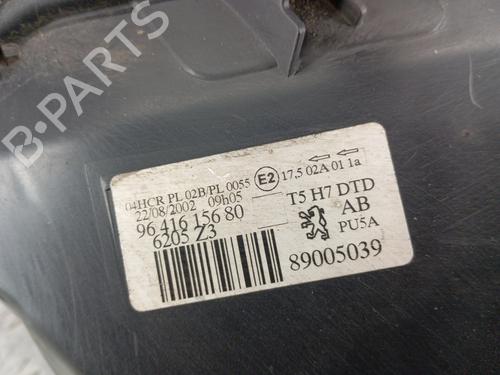 B-PARTS
04HCR PL 02B/PL 0055 E2 17,5 02A 01 1a
22/08/2002 09h05
96 416 156 80 T5 H7 DTD
6205 Z3 AB
PU5A
89005039